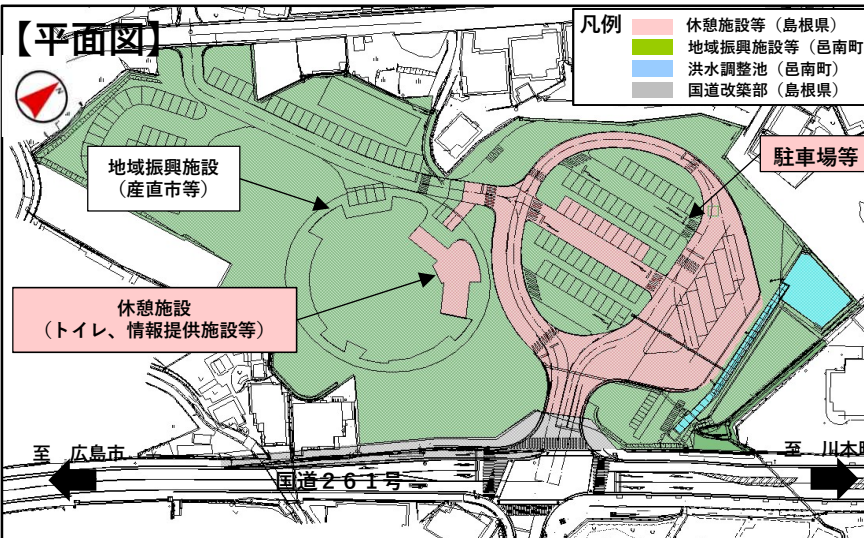 【平面図】
凡例
休憩施設等（島根県）
地域振興施設等（邑南町
洪水調整池（邑南町）
国道改築部（島根県）
N
地域振興施設
（産直市等）
駐車場等
休憩施設
（トイレ、情報提供施設等）
至 広島市
至 川本町
国道２６１号